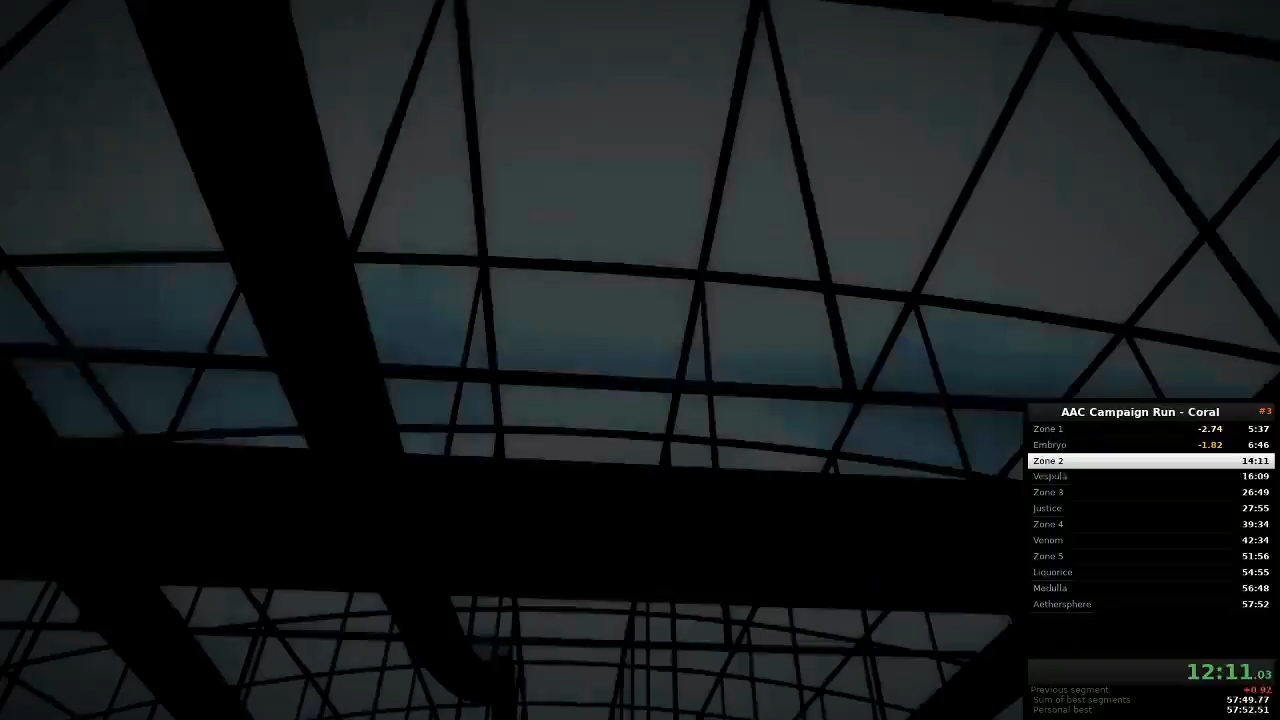 AAC Campaign Run - Coral #3
Zone 1 -2.74 5:37
Embryo -1.82 6:46
Zone 2 14:11
Vespula 16:09
Zone 3 26:49
Justice 27:55
Zone 4 39:34
Venom 42:34
Zone 5 51:56
Liquorice 54:55
Medulla 56:48
Aethersphere 57:52
12:11.03
Previous segment +0.92
Sum of best segments 57:49.77
Personal best 57:52.51